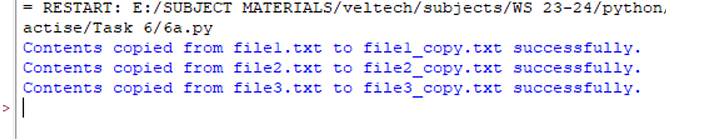 = RESTART: E:/SUBJECT MATERIALS/veltech/subjects/WS 23-24/python,
actise/Task 6/6a.py
Contents copied from file1.txt to file1_copy.txt successfully.
Contents copied from file2.txt to file2_copy.txt successfully.
Contents copied from file3.txt to file3_copy.txt successfully.
>